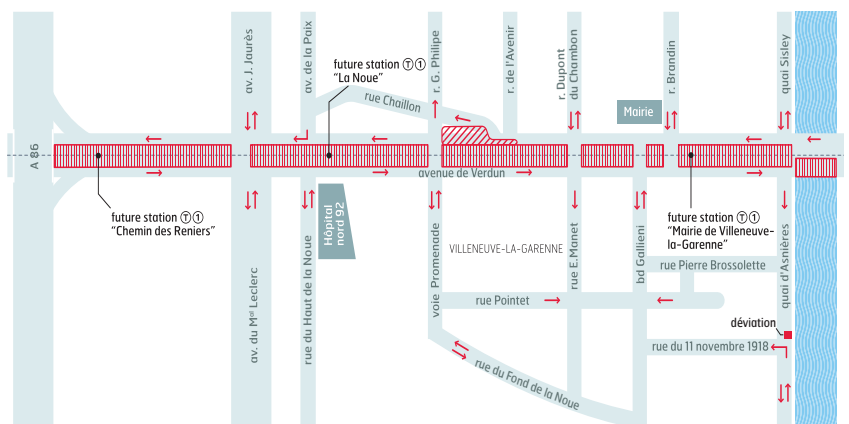 av. J. Jaurès
av. de la Paix
future station Ⓣ①
"La Noue"
rue Chaillon
r. G. Philipe
r. de l'Avenir
r. Dupont
du Chambon
Mairie
r. Brandin
quai Sisley
A 86
avenue de Verdun
future station Ⓣ①
"Chemin des Reniers"
Hôpital
nord 92
future station Ⓣ①
"Mairie de Villeneuve-
la-Garenne"
VILLENEUVE-LA-GARENNE
av. du Mᵃˡ Leclerc
rue du Haut de la Noue
voie Promenade
rue E.Manet
bd Gallieni
quai d'Asnières
rue Pierre Brossolette
rue Pointet
déviation
rue du 11 novembre 1918
rue du Fond de la Noue